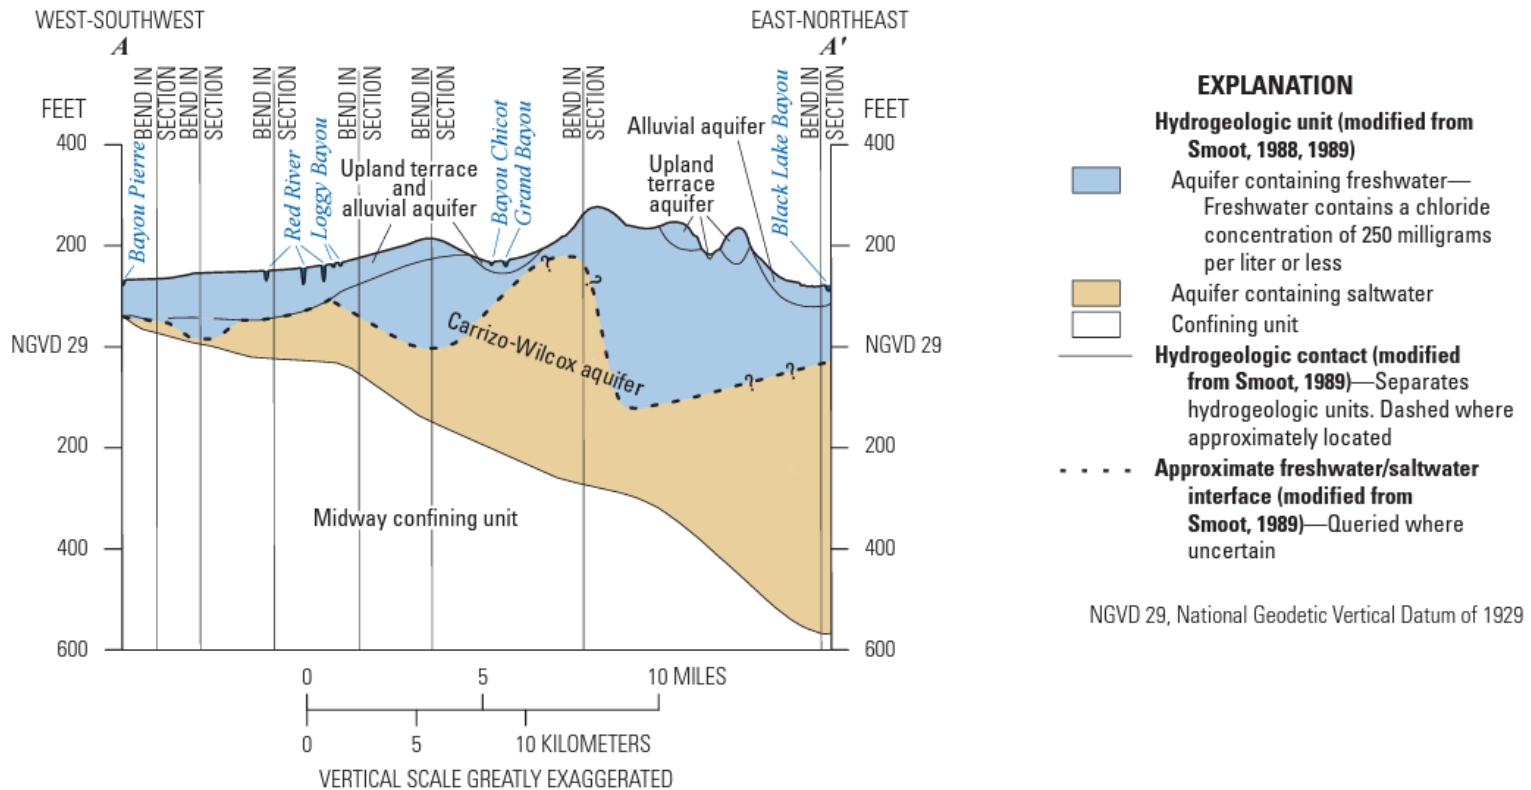 WEST-SOUTHWEST
A
EAST-NORTHEAST
A′
FEET
400
200
NGVD 29
200
400
600
BEND IN
SECTION
BEND IN
SECTION
BEND IN
SECTION
BEND IN
SECTION
BEND IN
SECTION
BEND IN
SECTION
BEND IN
SECTION
Bayou Pierre
Red River
Loggy Bayou
Bayou Chicot
Grand Bayou
Black Lake Bayou
Upland terrace
and
alluvial aquifer
Alluvial aquifer
Upland
terrace
aquifer
?
?
?
?
Carrizo-Wilcox aquifer
Midway confining unit
FEET
400
200
NGVD 29
200
400
600
0
5
10 MILES
0
5
10 KILOMETERS
VERTICAL SCALE GREATLY EXAGGERATED
EXPLANATION
Hydrogeologic unit (modified from
Smoot, 1988, 1989)
Aquifer containing freshwater—
Freshwater contains a chloride
concentration of 250 milligrams
per liter or less
Aquifer containing saltwater
Confining unit
Hydrogeologic contact (modified
from Smoot, 1989)—Separates
hydrogeologic units. Dashed where
approximately located
Approximate freshwater/saltwater
interface (modified from
Smoot, 1989)—Queried where
uncertain
NGVD 29, National Geodetic Vertical Datum of 1929